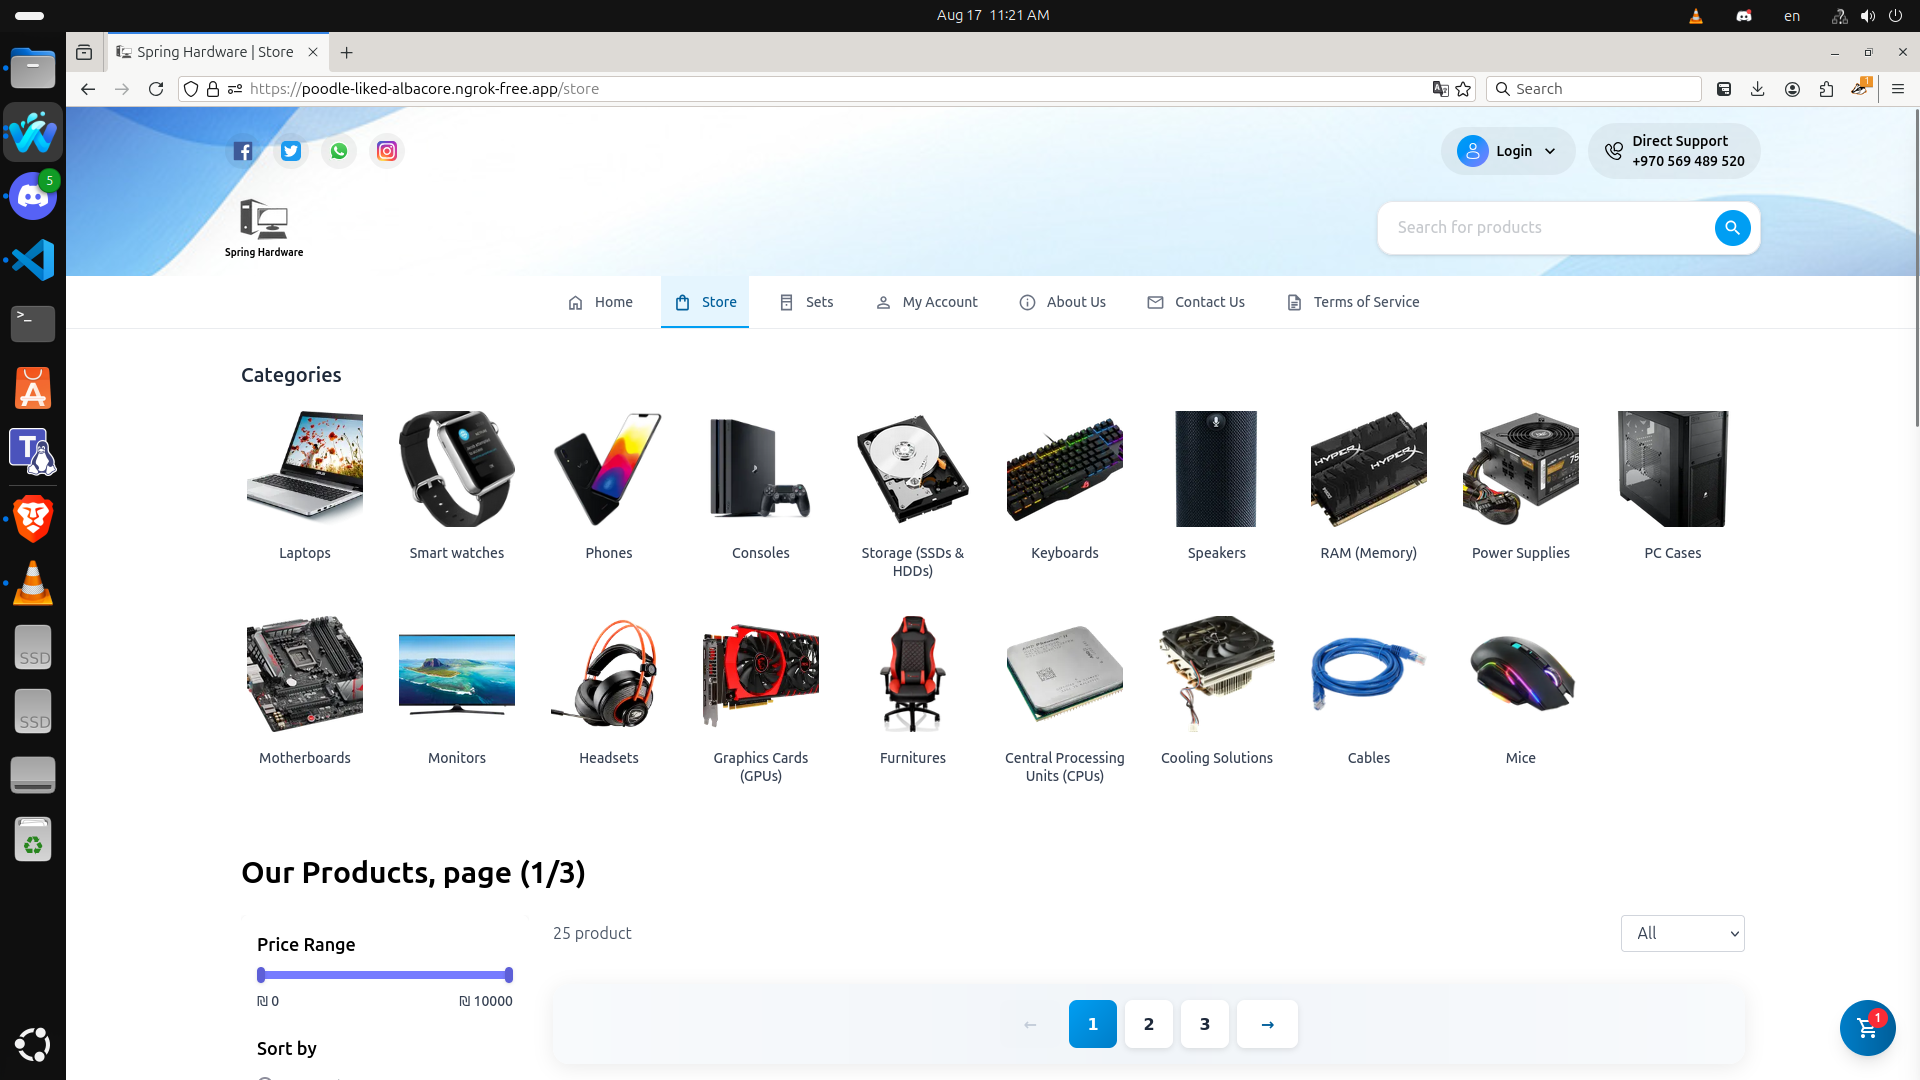 Aug 17 11:21 AM
en
Spring Hardware | Store
https://poodle-liked-albacore.ngrok-free.app/store
Search
1
5
Login
Direct Support
+970 569 489 520
Spring Hardware
Search for products
Home
Store
Sets
My Account
About Us
Contact Us
Terms of Service
Categories
HYPERX
HYPERX
Laptops
Smart watches
Phones
Consoles
Storage (SSDs &
HDDs)
Keyboards
Speakers
RAM (Memory)
Power Supplies
PC Cases
Motherboards
Monitors
Headsets
Graphics Cards
(GPUs)
Furnitures
Central Processing
Units (CPUs)
Cooling Solutions
Cables
Mice
SSD
SSD
Our Products, page (1/3)
Price Range
₪ 0
₪ 10000
Sort by
25 product
All
← 1 2 3 →
1